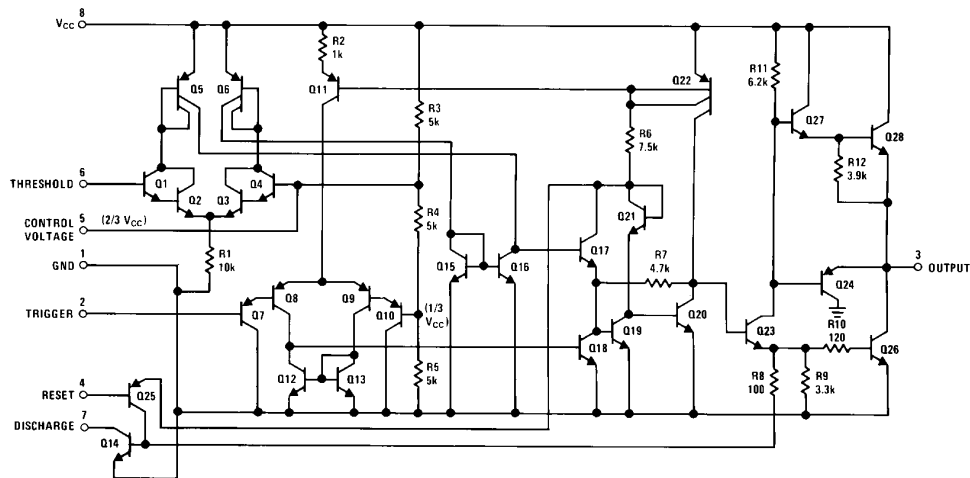 8
VCC
R2
1k
R11
6.2k
Q5
Q6
Q11
Q22
R3
5k
Q27
Q28
R6
7.5k
R12
3.9k
6
THRESHOLD
Q1
Q2
Q3
Q4
CONTROL
VOLTAGE
5
(2/3 VCC)
R4
5k
Q21
Q17
R1
10k
1
GND
Q15
Q16
R7
4.7k
3
OUTPUT
Q24
2
TRIGGER
Q7
Q8
Q9
Q10
(1/3
VCC)
Q18
Q19
Q20
Q23
R10
120
Q26
Q12
Q13
R5
5k
R8
100
R9
3.3k
4
RESET
Q25
7
DISCHARGE
Q14